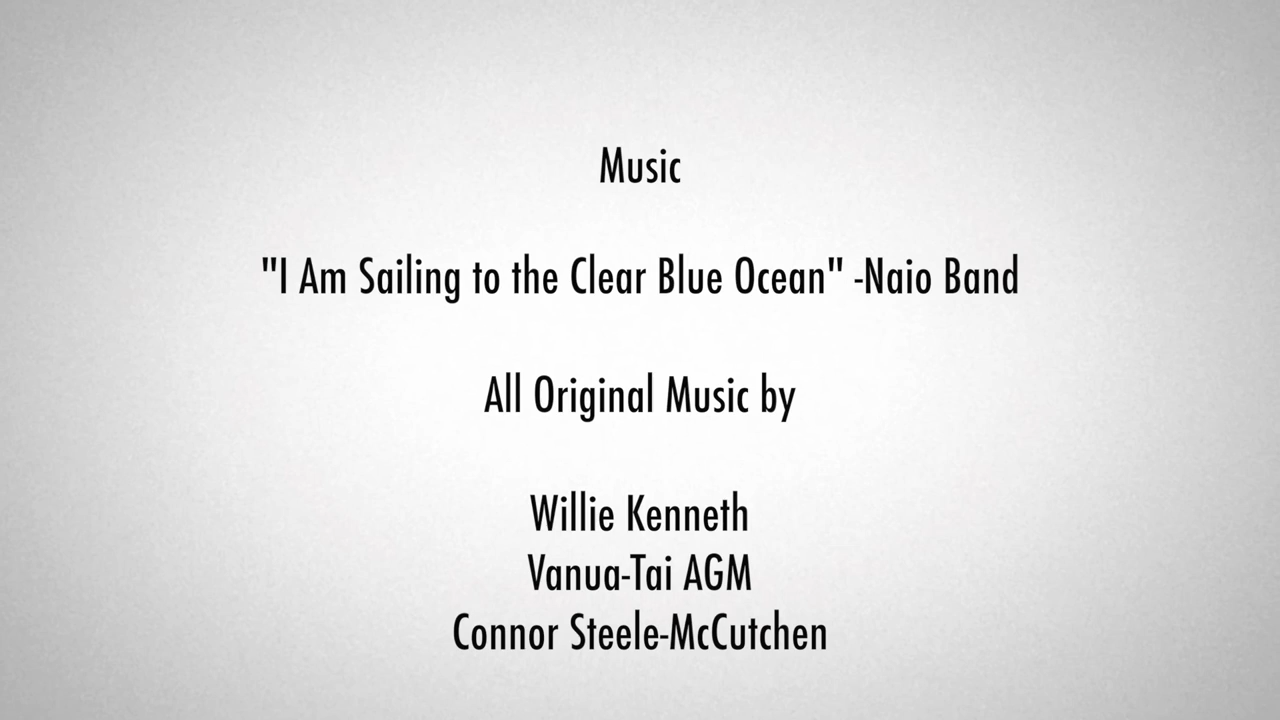 Music
"I Am Sailing to the Clear Blue Ocean" -Naio Band
All Original Music by
Willie Kenneth
Vanua-Tai AGM
Connor Steele-McCutchen